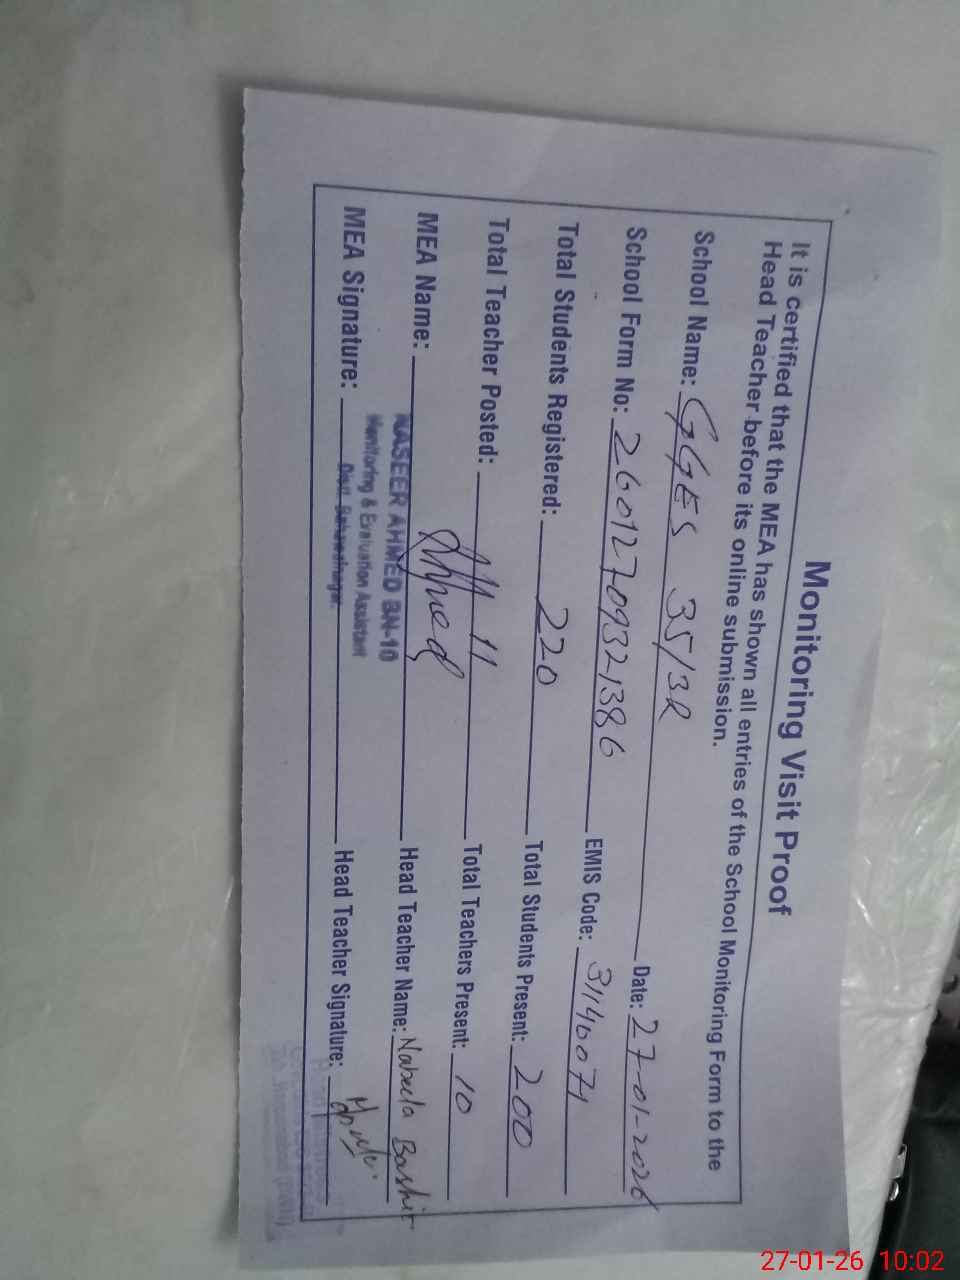 Monitoring Visit Proof
It is certified that the MEA has shown all entries of the School Monitoring Form to the
Head Teacher before its online submission.
School Name: GGES 35/3R Date: 27-01-2026
School Form No: 26012709321386 EMIS Code: 31140071
Total Students Registered: 220 Total Students Present: 200
Total Teacher Posted: 11 Total Teachers Present: 10
MEA Name: Head Teacher Name: Nabeela Bashir
NASEER AHMED BN-10
Monitoring & Evaluation Assistant
Distt. Bahawalnagar.
MEA Signature: Head Teacher Signature:
27-01-26 10:02